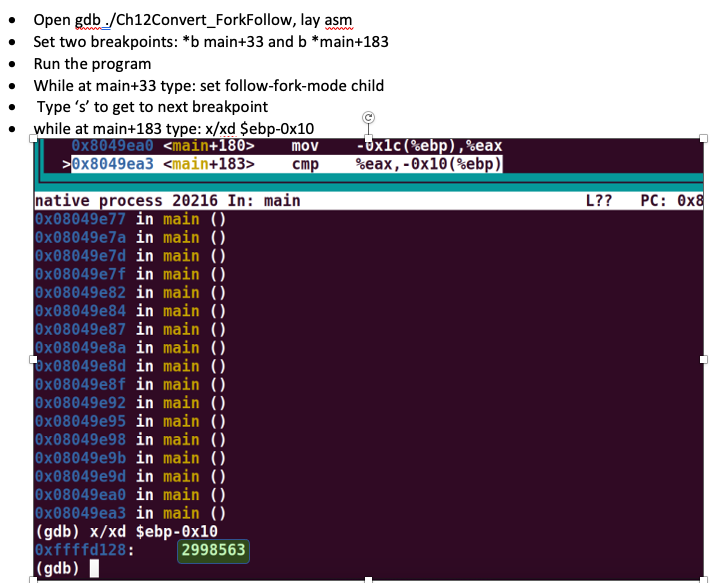 • Open gdb ./Ch12Convert_ForkFollow, lay asm
• Set two breakpoints: *b main+33 and b *main+183
• Run the program
• While at main+33 type: set follow-fork-mode child
• Type ‘s’ to get to next breakpoint
• while at main+183 type: x/xd $ebp-0x10
0x8049ea0 <main+180> mov -0x1c(%ebp),%eax
>0x8049ea3 <main+183> cmp %eax,-0x10(%ebp)
native process 20216 In: main L?? PC: 0x8
0x08049e77 in main ()
0x08049e7a in main ()
0x08049e7d in main ()
0x08049e7f in main ()
0x08049e82 in main ()
0x08049e84 in main ()
0x08049e87 in main ()
0x08049e8a in main ()
0x08049e8d in main ()
0x08049e8f in main ()
0x08049e92 in main ()
0x08049e95 in main ()
0x08049e98 in main ()
0x08049e9b in main ()
0x08049e9d in main ()
0x08049ea0 in main ()
0x08049ea3 in main ()
(gdb) x/xd $ebp-0x10
0xffffd128: 2998563
(gdb)